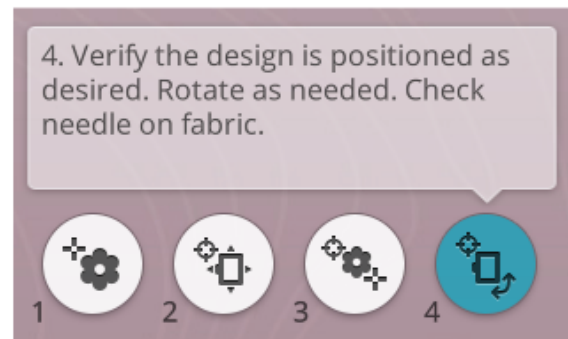 4. Verify the design is positioned as
desired. Rotate as needed. Check
needle on fabric.
1 2 3 4